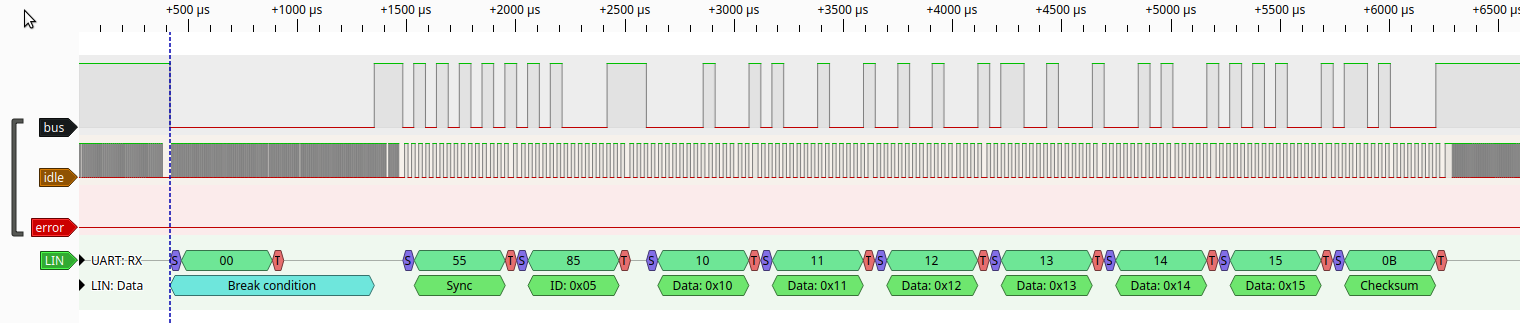 +500 µs +1000 µs +1500 µs +2000 µs +2500 µs +3000 µs +3500 µs +4000 µs +4500 µs +5000 µs +5500 µs +6000 µs +6500 µs
bus
idle
error
LIN UART: RX S 00 T S 55 T S 85 T S 10 T S 11 T S 12 T S 13 T S 14 T S 15 T S 0B T
LIN: Data Break condition Sync ID: 0x05 Data: 0x10 Data: 0x11 Data: 0x12 Data: 0x13 Data: 0x14 Data: 0x15 Checksum